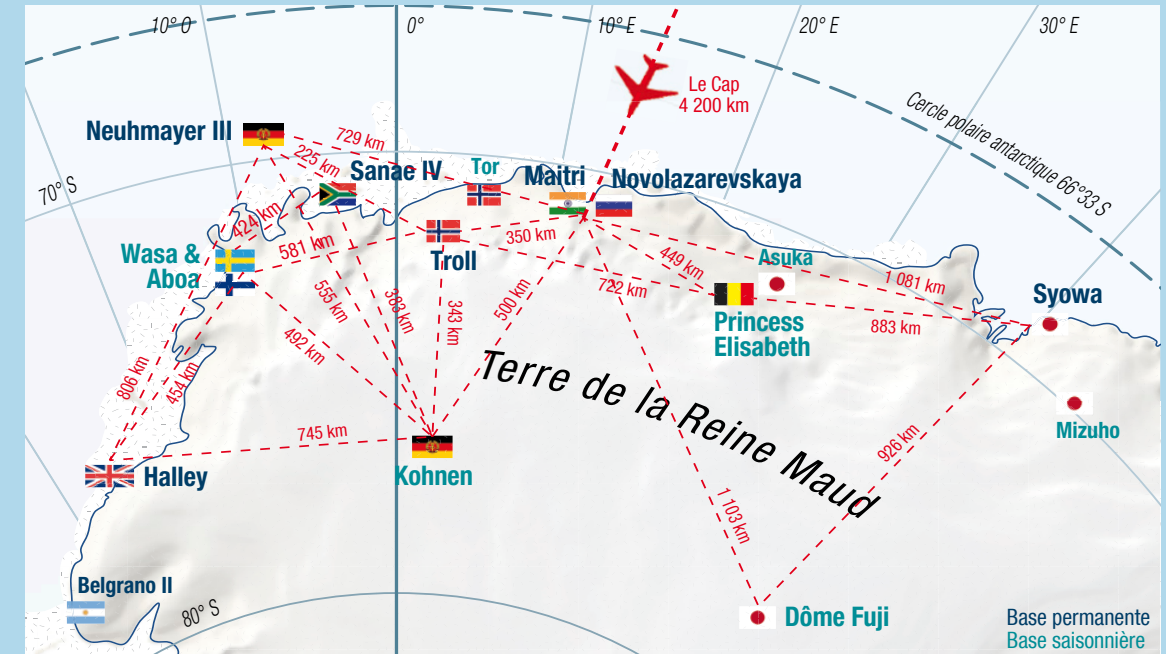 10° O
0°
10° E
20° E
30° E
Le Cap
4 200 km
Cercle polaire antarctique 66°33 S
Neuhmayer III
729 km
225 km
Sanae IV
Tor
Maitri
Novolazarevskaya
70° S
424 km
581 km
350 km
Wasa &
Aboa
Troll
449 km
Asuka
722 km
1 081 km
Syowa
Princess
Elisabeth
883 km
555 km
383 km
343 km
500 km
492 km
806 km
454 km
Terre de la Reine Maud
745 km
926 km
Mizuho
Halley
Kohnen
1 103 km
Belgrano II
80° S
Dôme Fuji
Base permanente
Base saisonnière